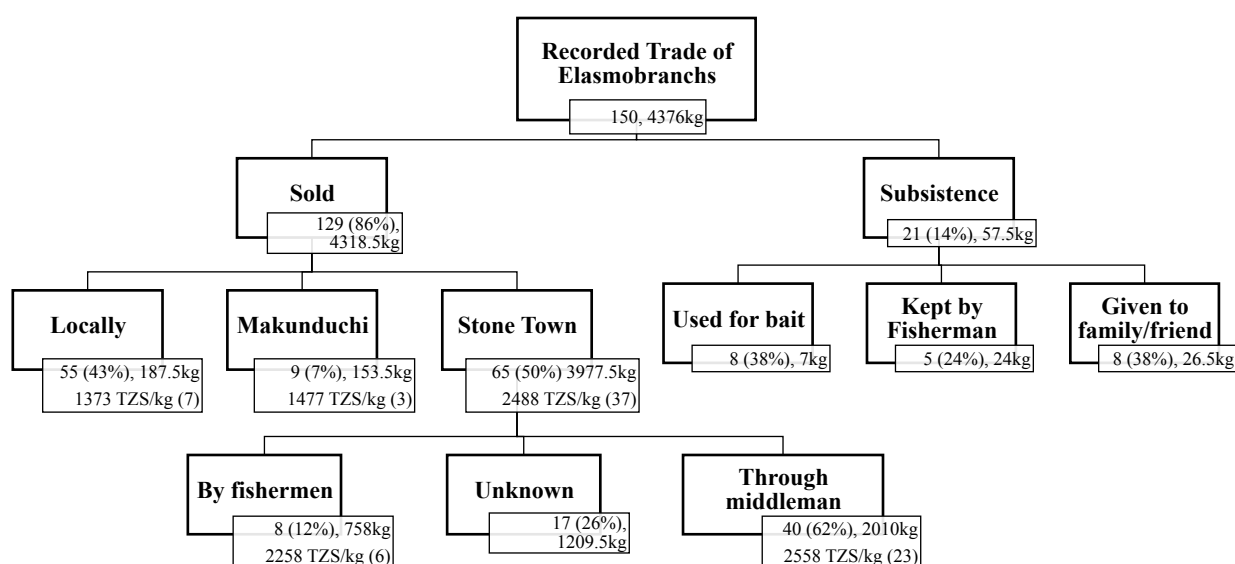 Recorded Trade of
Elasmobranchs
150, 4376kg
Sold
129 (86%),
4318.5kg
Subsistence
21 (14%), 57.5kg
Locally
55 (43%), 187.5kg
1373 TZS/kg (7)
Makunduchi
9 (7%), 153.5kg
1477 TZS/kg (3)
Stone Town
65 (50%) 3977.5kg
2488 TZS/kg (37)
Used for bait
8 (38%), 7kg
Kept by
Fisherman
5 (24%), 24kg
Given to
family/friend
8 (38%), 26.5kg
By fishermen
8 (12%), 758kg
2258 TZS/kg (6)
Unknown
17 (26%),
1209.5kg
Through
middleman
40 (62%), 2010kg
2558 TZS/kg (23)